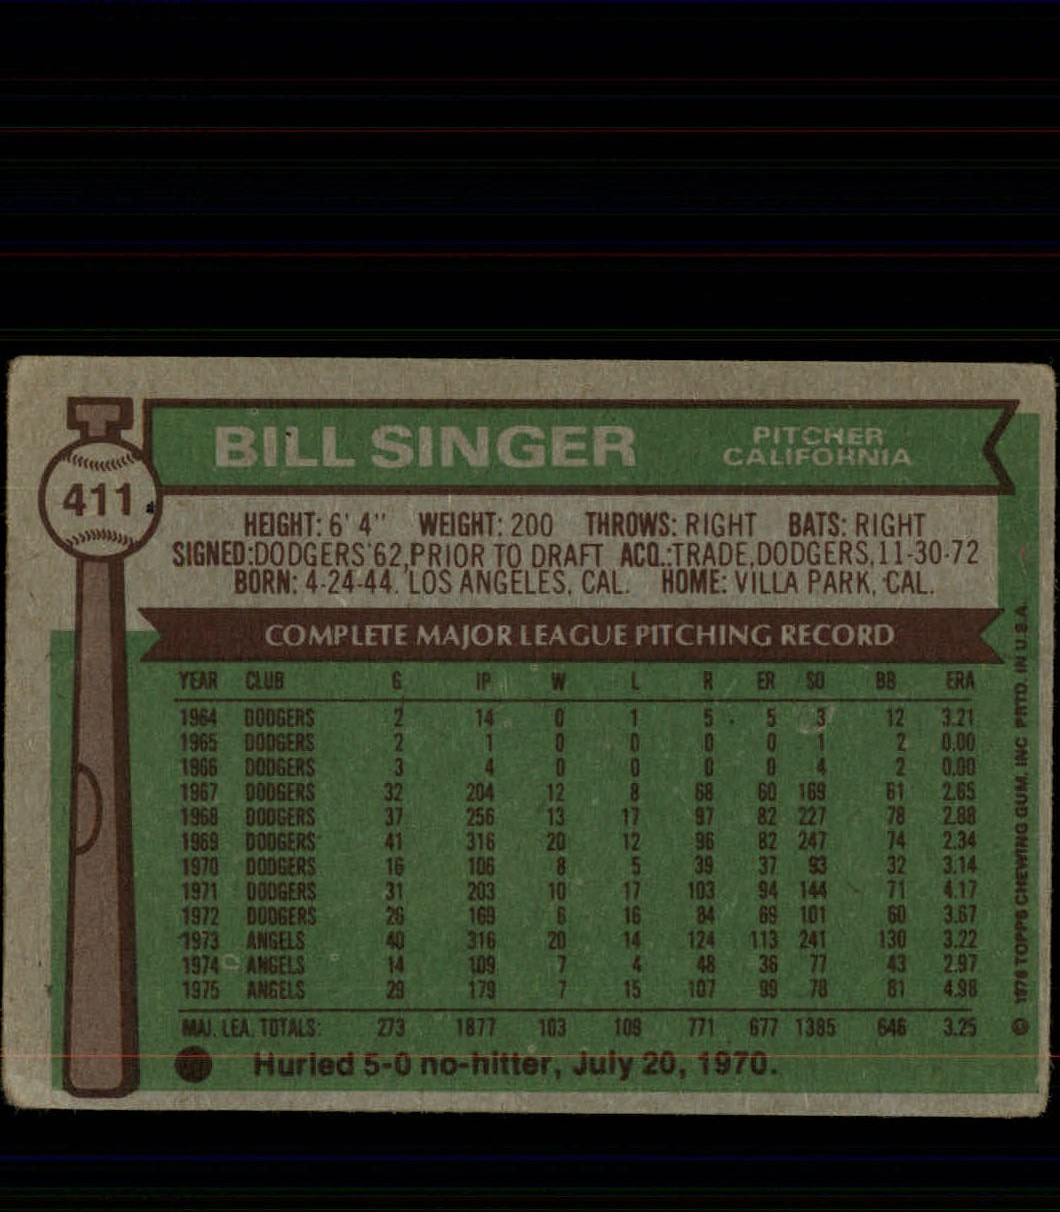 BILL SINGER
PITCHER
CALIFORNIA
411
HEIGHT: 6' 4" WEIGHT: 200 THROWS: RIGHT BATS: RIGHT
SIGNED: DODGERS '62, PRIOR TO DRAFT ACQ.: TRADE, DODGERS, 11-30-72
BORN: 4-24-44. LOS ANGELES, CAL. HOME: VILLA PARK, CAL.
COMPLETE MAJOR LEAGUE PITCHING RECORD
YEAR CLUB G IP W L R ER SO BB ERA
1964 DODGERS 2 14 0 1 5 5 3 12 3.21
1965 DODGERS 2 1 0 0 0 0 1 2 0.00
1966 DODGERS 3 4 0 0 0 0 4 2 0.00
1967 DODGERS 32 204 12 8 68 60 169 61 2.65
1968 DODGERS 37 256 13 17 97 82 227 78 2.88
1969 DODGERS 41 316 20 12 96 82 247 74 2.34
1970 DODGERS 16 106 8 5 39 37 93 32 3.14
1971 DODGERS 31 203 10 17 103 94 144 71 4.17
1972 DODGERS 26 169 6 16 84 69 101 60 3.67
1973 ANGELS 40 316 20 14 124 113 241 130 3.22
1974 ANGELS 14 109 7 4 48 36 77 43 2.97
1975 ANGELS 29 179 7 15 107 99 78 81 4.98
MAJ. LEA. TOTALS: 273 1877 103 109 771 677 1385 646 3.25
Hurled 5-0 no-hitter, July 20, 1970.
© 1976 TOPPS CHEWING GUM, INC PRTD. IN U.S.A.